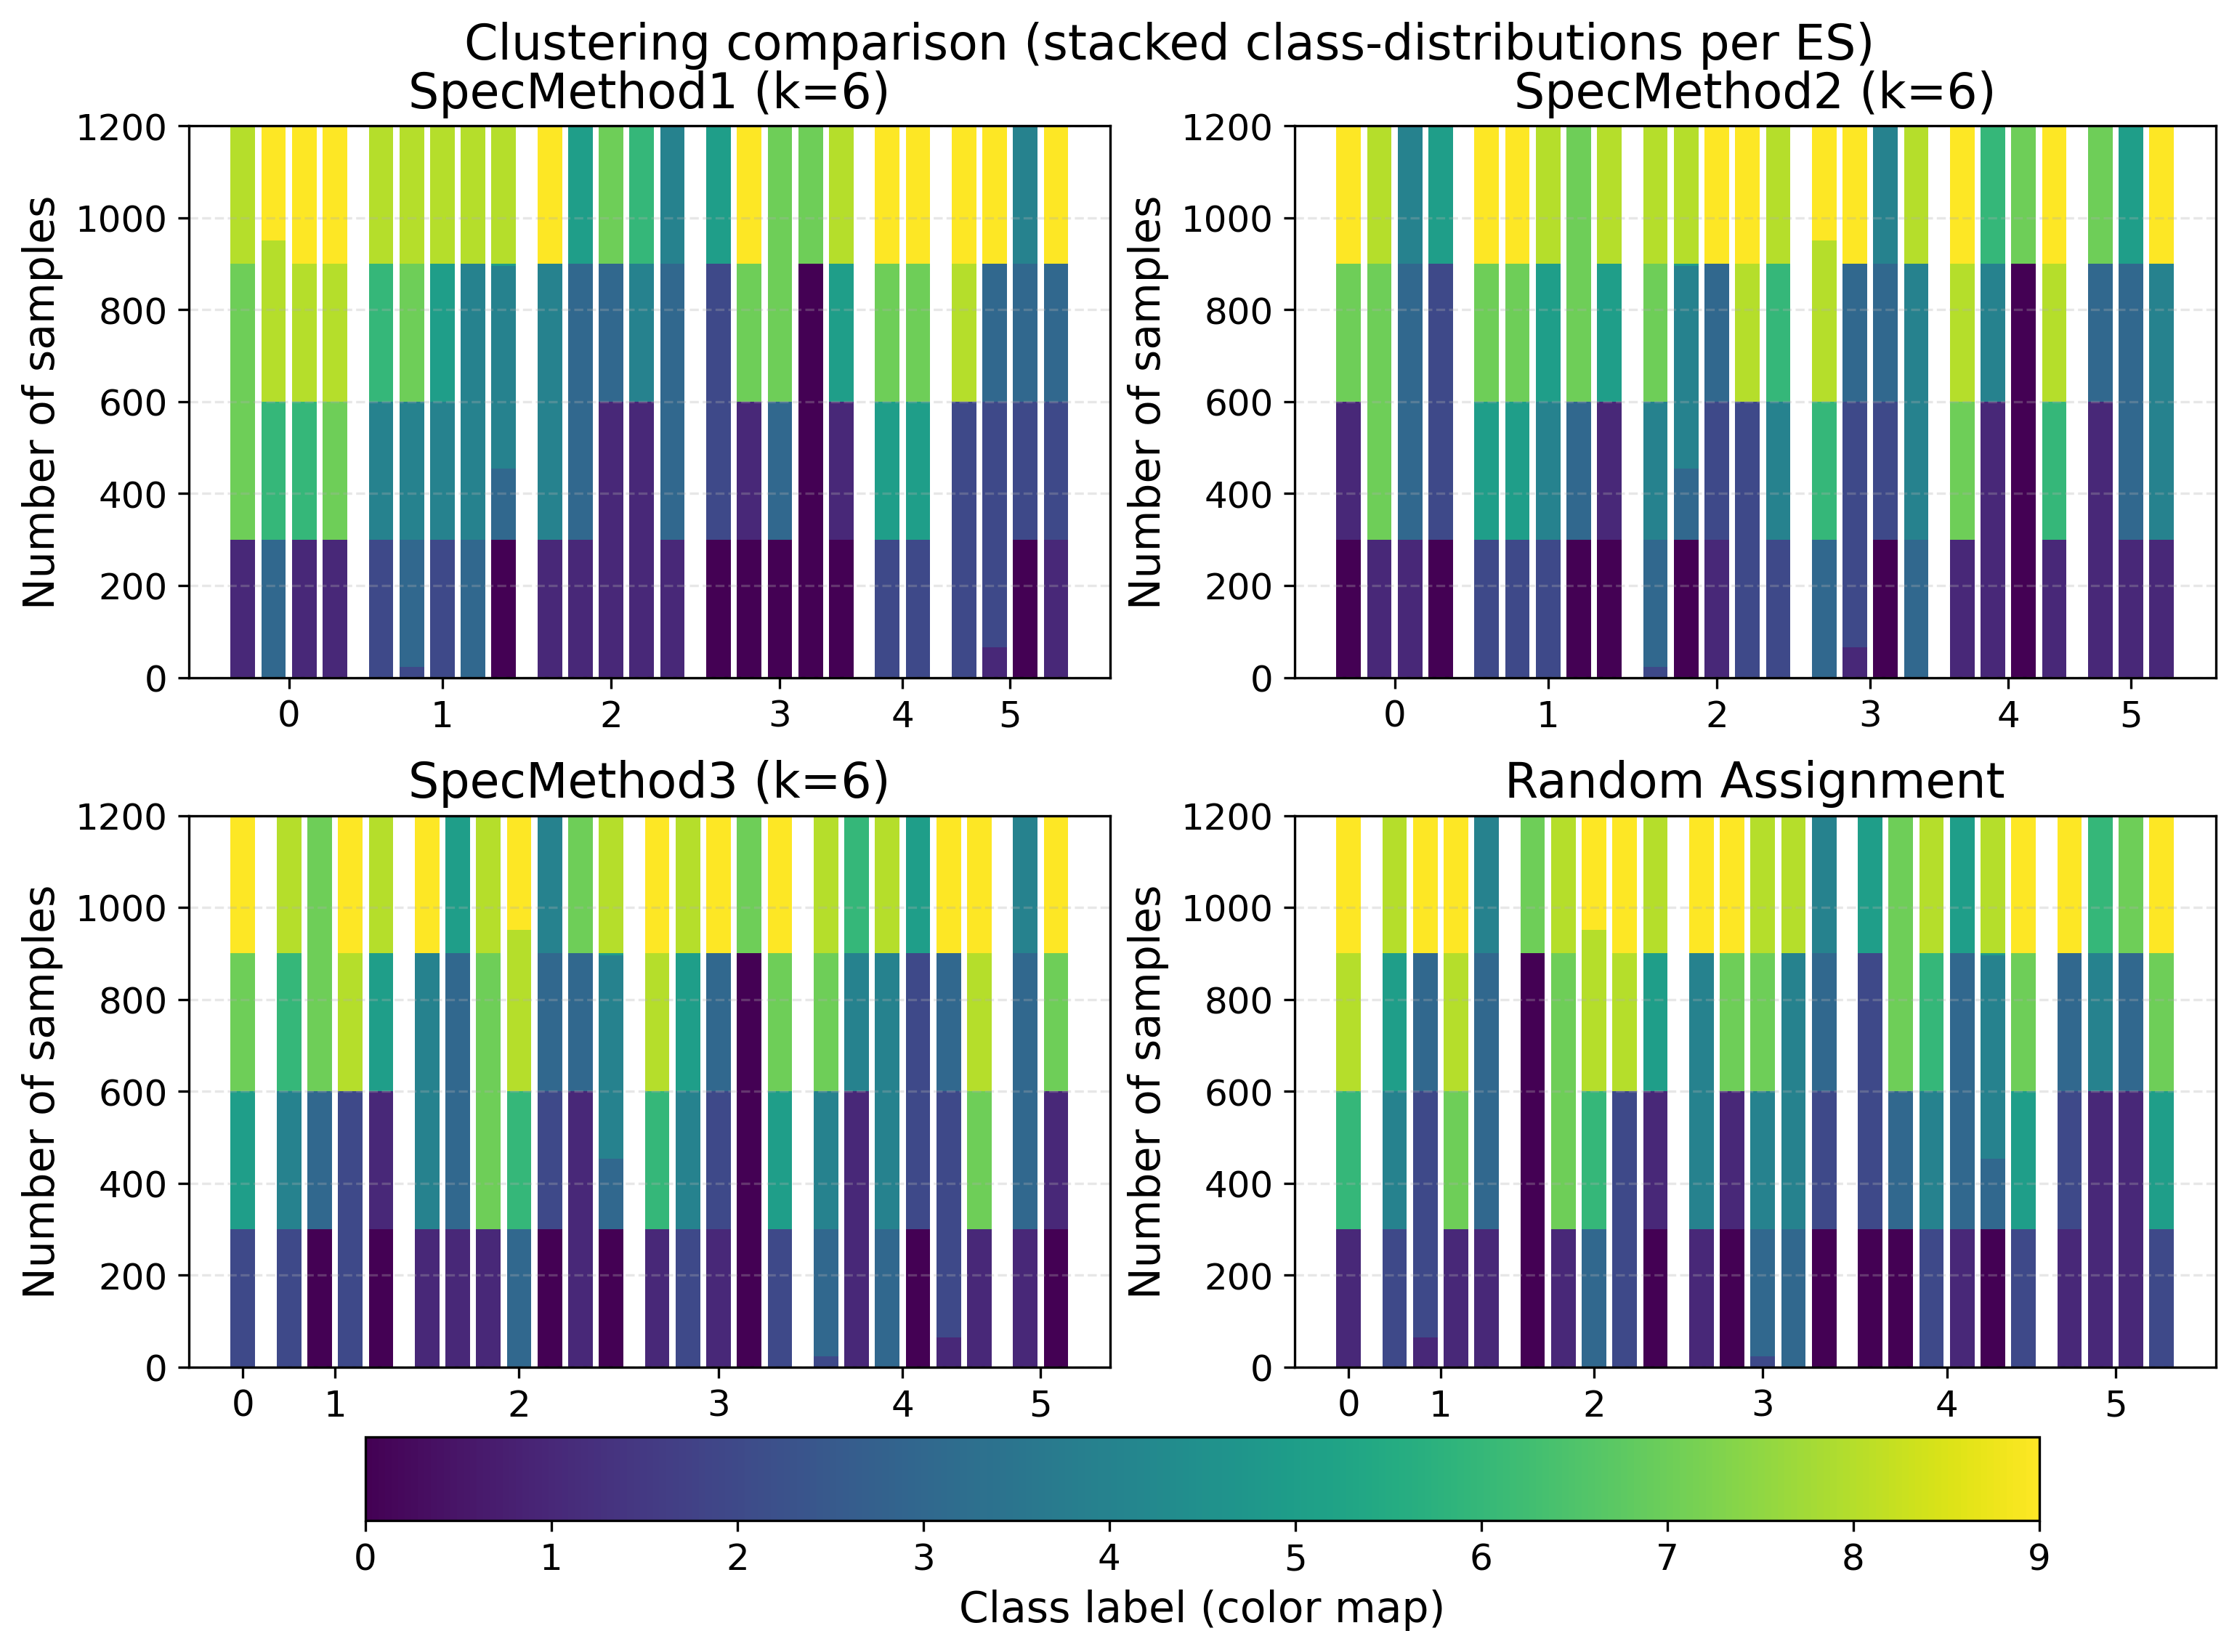 Clustering comparison (stacked class-distributions per ES)
SpecMethod1 (k=6)
Number of samples
1200
1000
800
600
400
200
0
0 1 2 3 4 5
SpecMethod2 (k=6)
Number of samples
1200
1000
800
600
400
200
0
0 1 2 3 4 5
SpecMethod3 (k=6)
Number of samples
1200
1000
800
600
400
200
0
0 1 2 3 4 5
Random Assignment
Number of samples
1200
1000
800
600
400
200
0
0 1 2 3 4 5
0 1 2 3 4 5 6 7 8 9
Class label (color map)